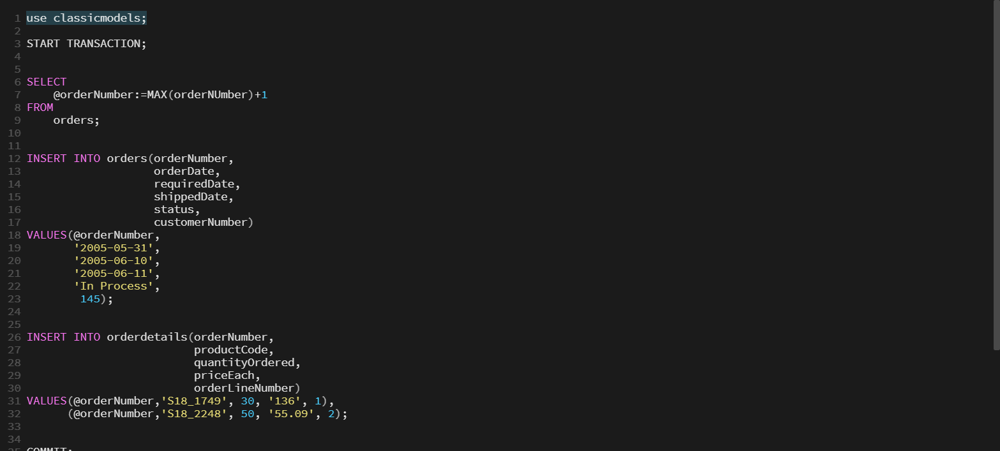 1 use classicmodels;
2
3 START TRANSACTION;
4
5
6 SELECT
7     @orderNumber:=MAX(orderNUmber)+1
8 FROM
9     orders;
10
11
12 INSERT INTO orders(orderNumber,
13                    orderDate,
14                    requiredDate,
15                    shippedDate,
16                    status,
17                    customerNumber)
18 VALUES(@orderNumber,
19        '2005-05-31',
20        '2005-06-10',
21        '2005-06-11',
22        'In Process',
23         145);
24
25
26 INSERT INTO orderdetails(orderNumber,
27                          productCode,
28                          quantityOrdered,
29                          priceEach,
30                          orderLineNumber)
31 VALUES(@orderNumber,'S18_1749', 30, '136', 1),
32       (@orderNumber,'S18_2248', 50, '55.09', 2);
33
34
35 COMMIT;